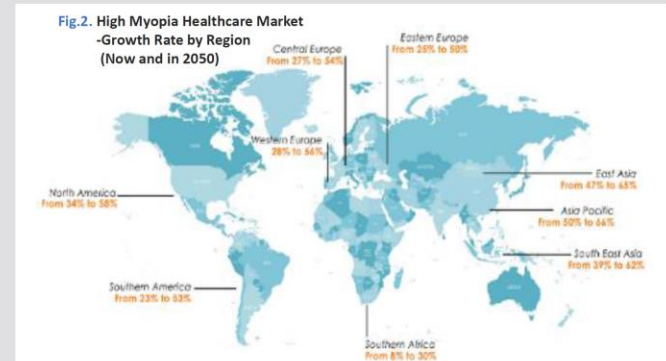 Fig.2. High Myopia Healthcare Market
-Growth Rate by Region
(Now and in 2050)
Central Europe
From 27% to 54%
Eastern Europe
From 25% to 50%
Western Europe
28% to 56%
North America
From 34% to 58%
East Asia
From 47% to 65%
Asia Pacific
From 50% to 66%
South East Asia
From 39% to 62%
Southern America
From 23% to 53%
Southern Africa
From 8% to 30%